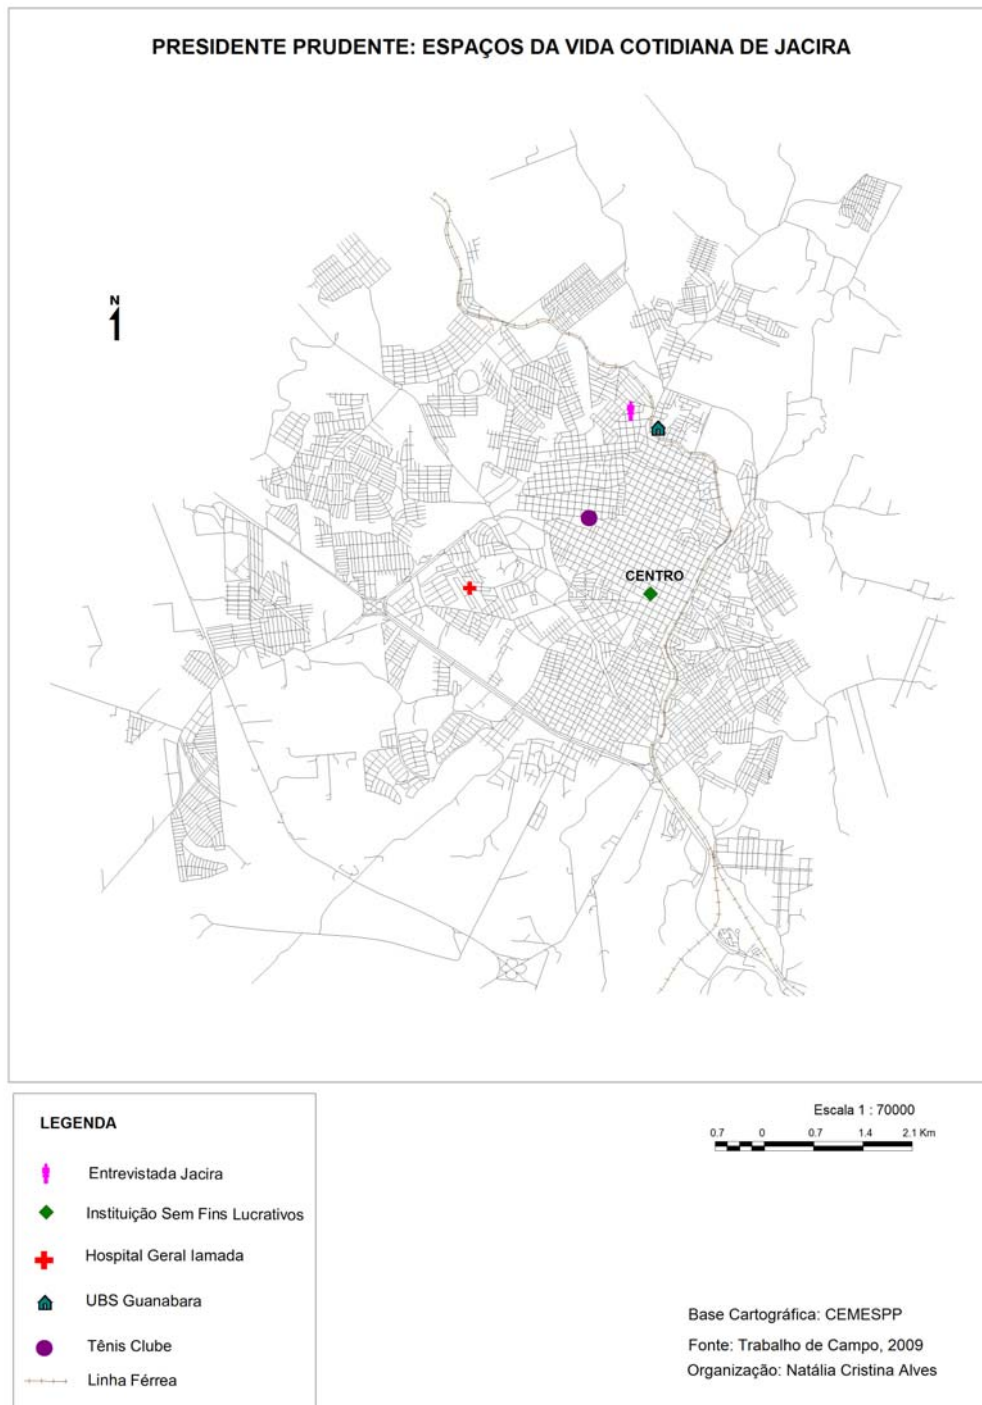 PRESIDENTE PRUDENTE: ESPAÇOS DA VIDA COTIDIANA DE JACIRA
N
CENTRO
LEGENDA
Entrevistada Jacira
Instituição Sem Fins Lucrativos
Hospital Geral Iamada
UBS Guanabara
Tênis Clube
Linha Férrea
Escala 1 : 70000
0.7 0 0.7 1.4 2.1 Km
Base Cartográfica: CEMESPP
Fonte: Trabalho de Campo, 2009
Organização: Natália Cristina Alves